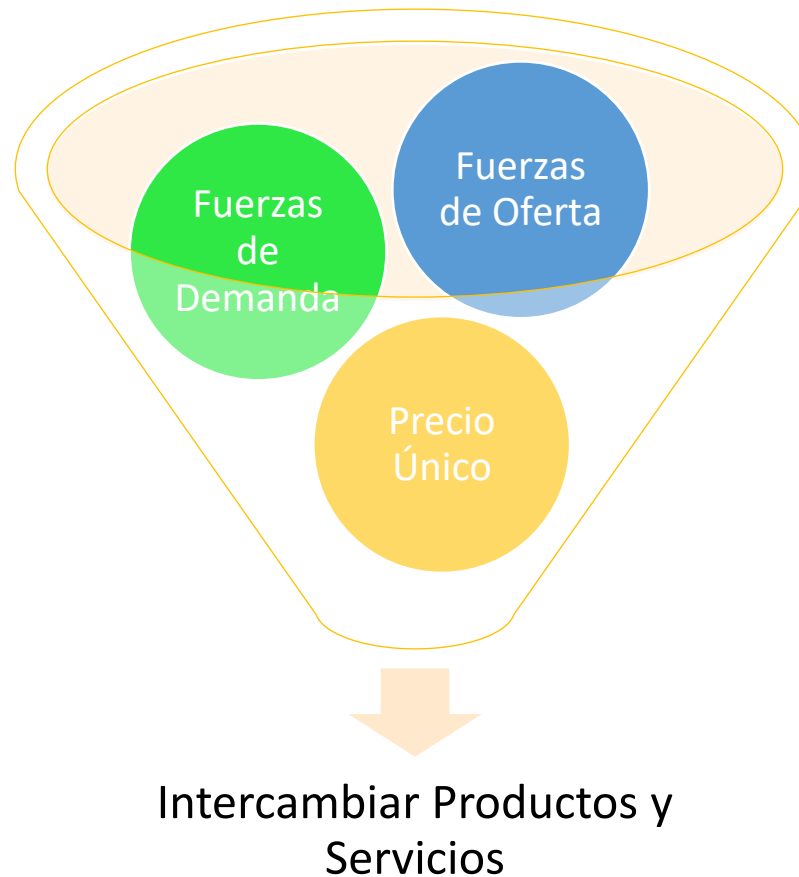 Fuerzas
de
Demanda
Fuerzas
de Oferta
Precio
Único
Intercambiar Productos y
Servicios